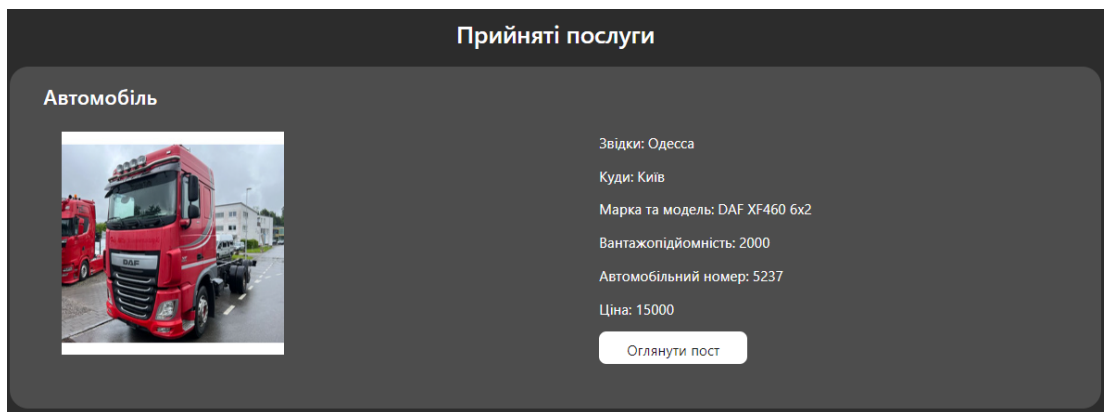 Прийняті послуги
Автомобіль
Звідки: Одесса
Куди: Київ
Марка та модель: DAF XF460 6x2
Вантажопідйомність: 2000
Автомобільний номер: 5237
Ціна: 15000
Оглянути пост
DAF